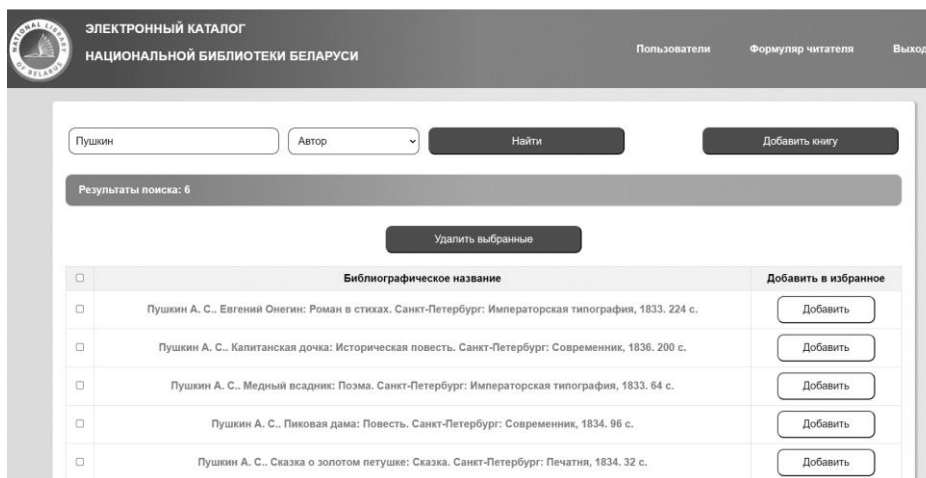 NATIONAL LIBRARY
OF BELARUS
ЭЛЕКТРОННЫЙ КАТАЛОГ
НАЦИОНАЛЬНОЙ БИБЛИОТЕКИ БЕЛАРУСИ
Пользователи Формуляр читателя Выход
Пушкин Автор Найти Добавить книгу
Результаты поиска: 6
Удалить выбранные
Библиографическое название Добавить в избранное
Пушкин А. С.. Евгений Онегин: Роман в стихах. Санкт-Петербург: Императорская типография, 1833. 224 с. Добавить
Пушкин А. С.. Капитанская дочка: Историческая повесть. Санкт-Петербург: Современник, 1836. 200 с. Добавить
Пушкин А. С.. Медный всадник: Поэма. Санкт-Петербург: Императорская типография, 1833. 64 с. Добавить
Пушкин А. С.. Пиковая дама: Повесть. Санкт-Петербург: Современник, 1834. 96 с. Добавить
Пушкин А. С.. Сказка о золотом петушке: Сказка. Санкт-Петербург: Печатня, 1834. 32 с. Добавить